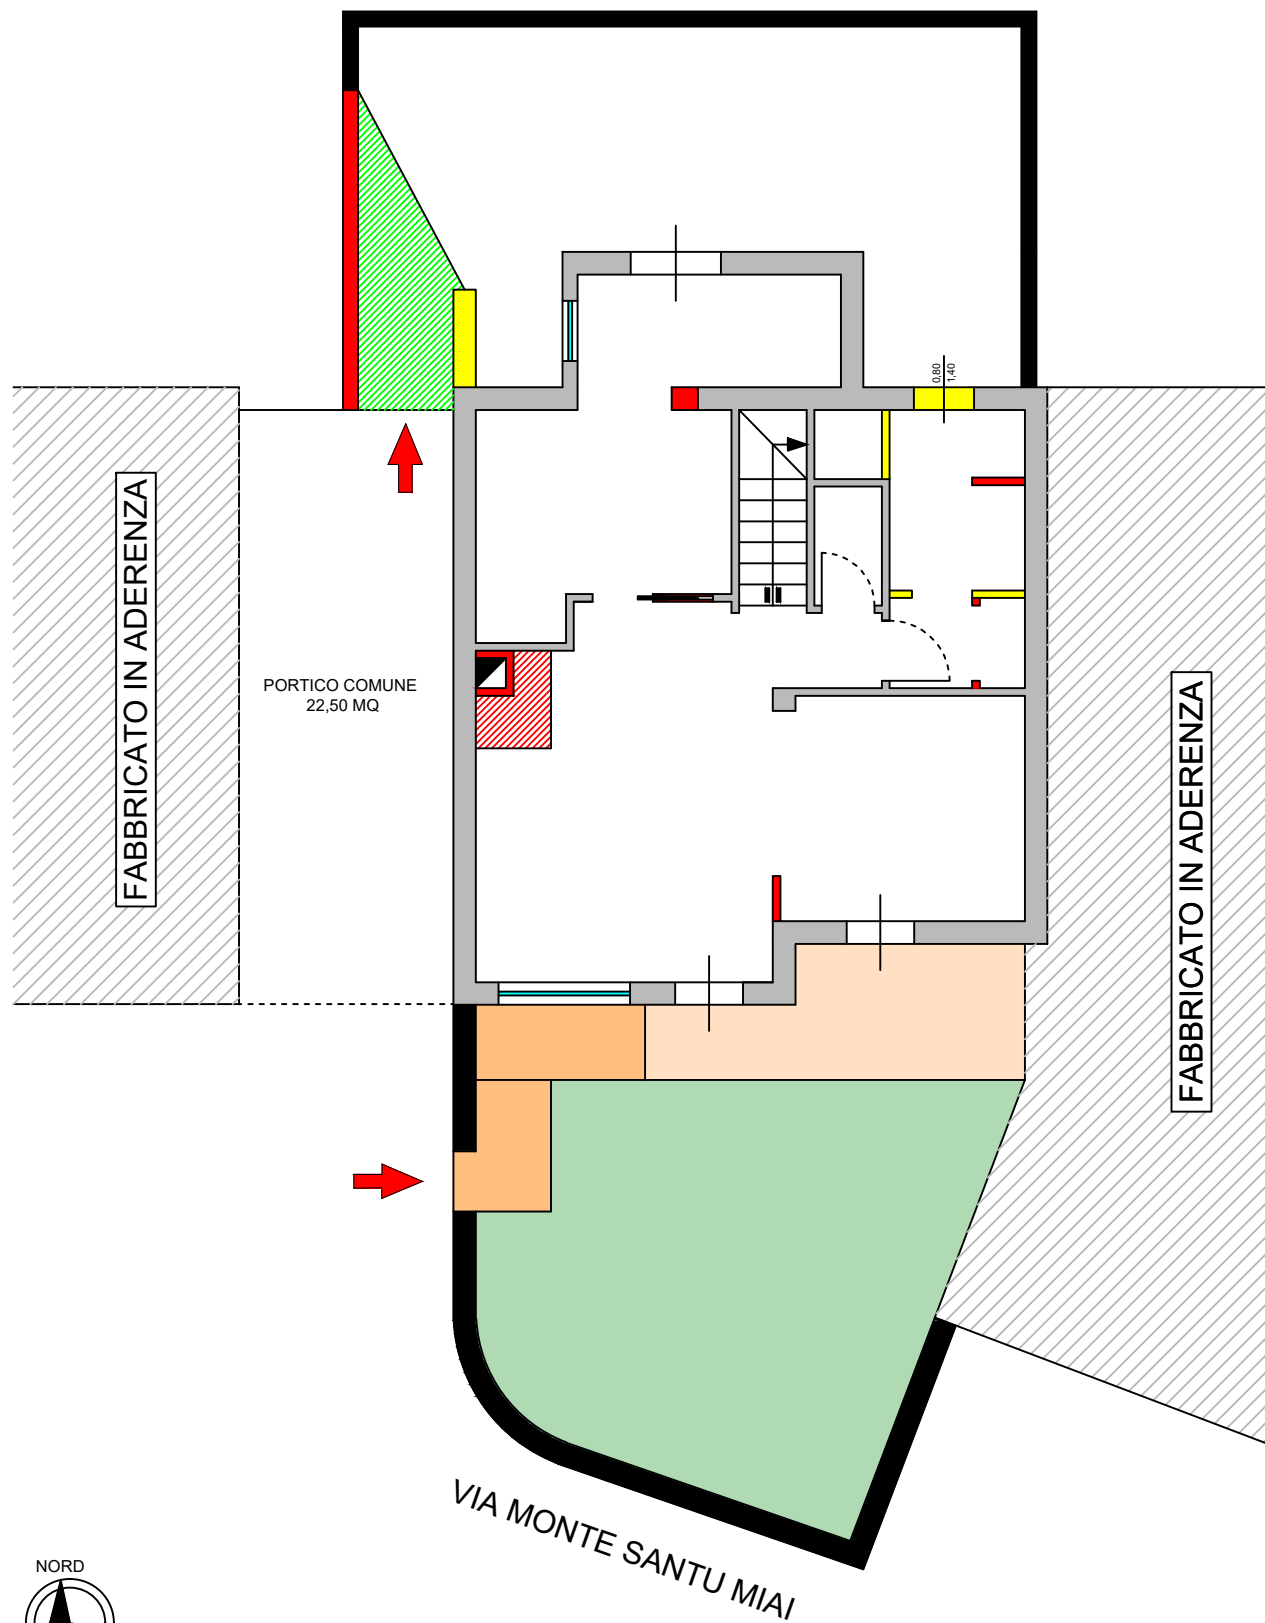 0,80
1,40
FABBRICATO IN ADERENZA
PORTICO COMUNE
22,50 MQ
FABBRICATO IN ADERENZA
VIA MONTE SANTU MIAI
NORD